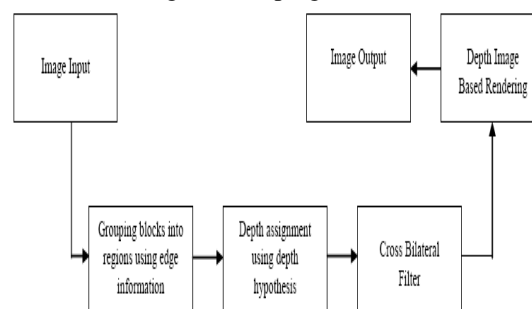 Image Input
Image Output
Depth Image
Based Rendering
Grouping blocks into
regions using edge
information
Depth assignment
using depth
hypothesis
Cross Bilateral
Filter